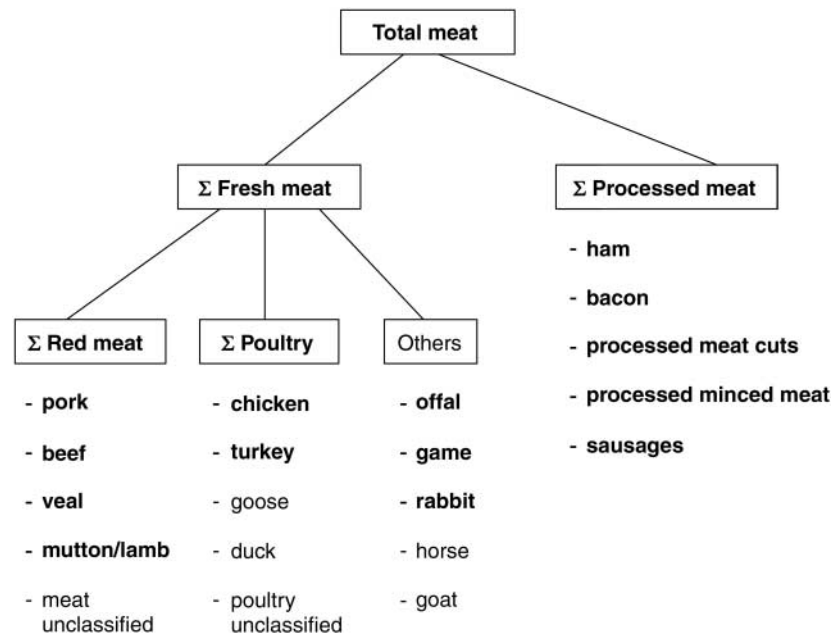 Total meat
Σ Fresh meat
Σ Processed meat
- ham
- bacon
- processed meat cuts
- processed minced meat
- sausages
Σ Red meat
- pork
- beef
- veal
- mutton/lamb
- meat
unclassified
Σ Poultry
- chicken
- turkey
- goose
- duck
- poultry
unclassified
Others
- offal
- game
- rabbit
- horse
- goat